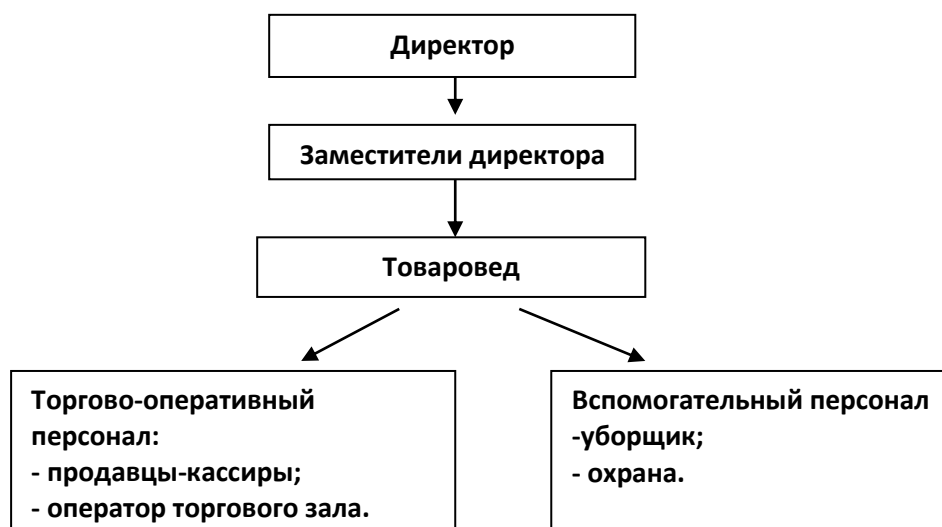 Директор
Заместители директора
Товаровед
Торгово-оперативный
персонал:
- продавцы-кассиры;
- оператор торгового зала.
Вспомогательный персонал
-уборщик;
- охрана.